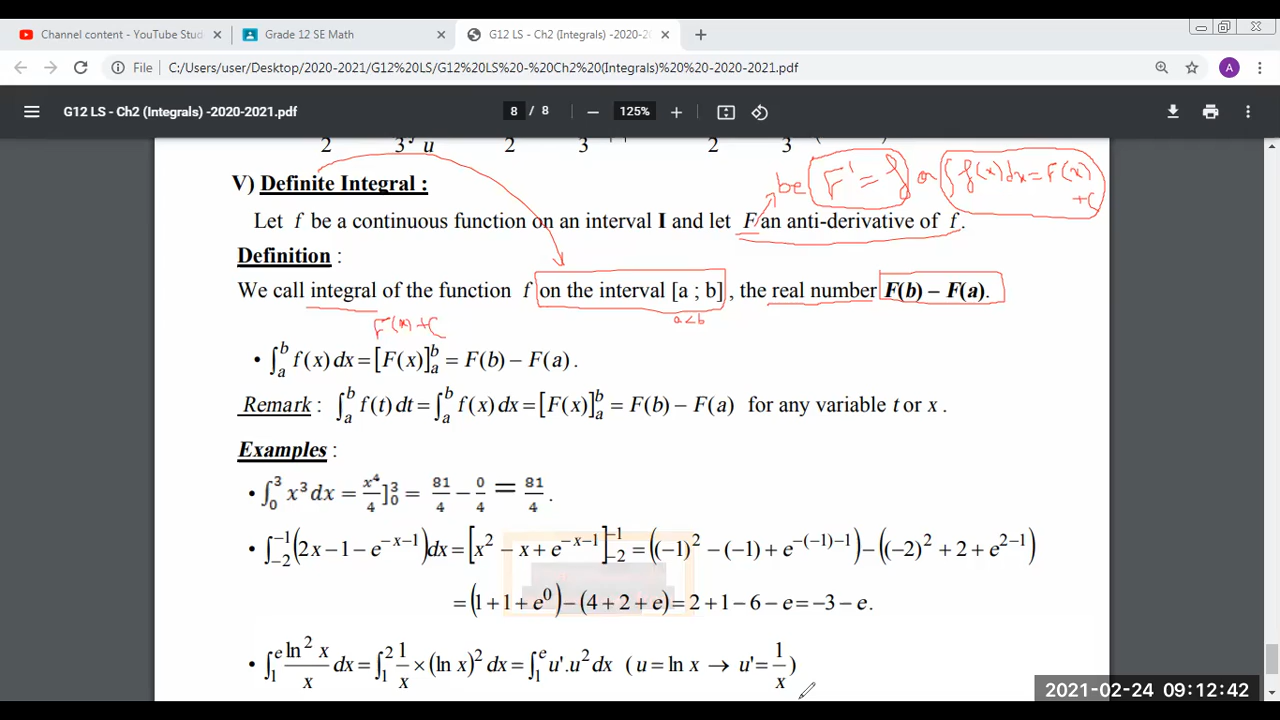 Channel content - YouTube Stud
Grade 12 SE Math
G12 LS - Ch2 (Integrals) -2020-20
File C:/Users/user/Desktop/2020-2021/G12%20LS/G12%20LS%20-%20Ch2%20(Integrals)%20%20-2020-2021.pdf A
G12 LS - Ch2 (Integrals) -2020-2021.pdf 8 / 8 125%
2 3 u 2 3 2 3
V) Definite Integral : be F' = f or ∫f(x)dx = F(x) + C
Let f be a continuous function on an interval I and let F an anti-derivative of f.
Definition :
We call integral of the function f on the interval [a ; b] , the real number F(b) – F(a).
F(x) + C a < b
• ∫_a^b f(x) dx = [F(x)]_a^b = F(b) − F(a) .
Remark : ∫_a^b f(t) dt = ∫_a^b f(x) dx = [F(x)]_a^b = F(b) − F(a) for any variable t or x .
Examples :
• ∫_0^3 x^3 dx = x^4/4 ]_0^3 = 81/4 − 0/4 = 81/4 .
• ∫_{−2}^{−1} (2x − 1 − e^{−x−1}) dx = [x^2 − x + e^{−x−1}]_{−2}^{−1} = ((−1)^2 − (−1) + e^{−(−1)−1}) − ((−2)^2 + 2 + e^{2−1})
= (1 + 1 + e^0) − (4 + 2 + e) = 2 + 1 − 6 − e = −3 − e.
• ∫_1^e ln^2 x/x dx = ∫_1^2 1/x × (ln x)^2 dx = ∫_1^e u'.u^2 dx ( u = ln x → u' = 1/x )
2021-02-24 09:12:42